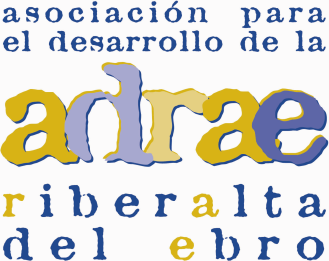 asociación para
el desarrollo de la
adrae
riberalta
del ebro